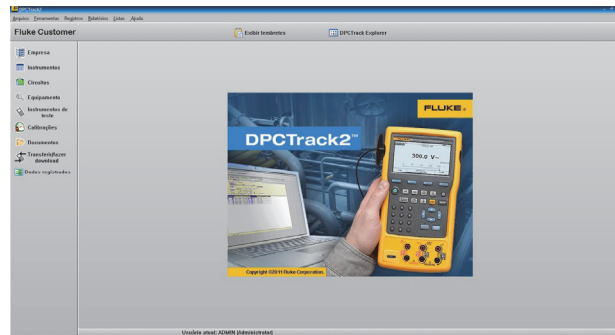 DPCTrack2
Arquivo Ferramentas Registros Relatórios Listas Ajuda
Fluke Customer
Exibir lembretes
DPCTrack Explorer
Empresa
Instrumentos
Circuitos
Equipamento
Instrumentos de
teste
Calibrações
Documentos
Transferir/fazer
download
Dados registrados
FLUKE®
DPCTrack2™
300.0 V
Copyright ©2011 Fluke Corporation.
Usuário atual: ADMIN [Administrator]